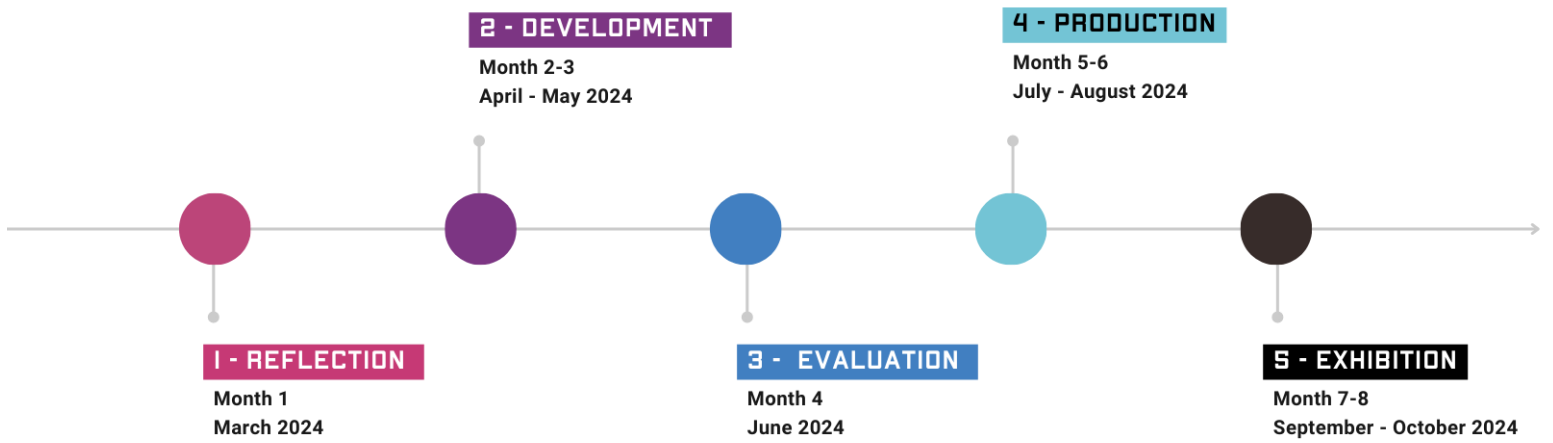 1 - REFLECTION
Month 1
March 2024
2 - DEVELOPMENT
Month 2-3
April - May 2024
3 - EVALUATION
Month 4
June 2024
4 - PRODUCTION
Month 5-6
July - August 2024
5 - EXHIBITION
Month 7-8
September - October 2024